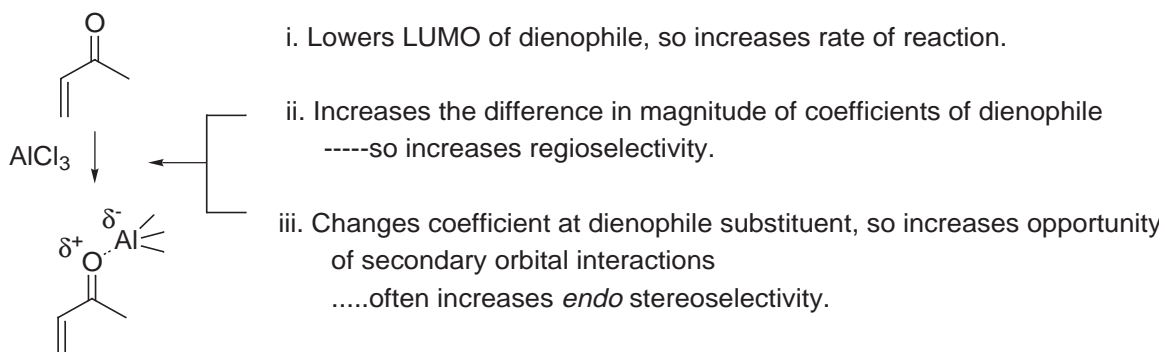 O
i. Lowers LUMO of dienophile, so increases rate of reaction.
ii. Increases the difference in magnitude of coefficients of dienophile
-----so increases regioselectivity.
AlCl3
iii. Changes coefficient at dienophile substituent, so increases opportunity
of secondary orbital interactions
.....often increases endo stereoselectivity.
δ-
Al
δ+
O